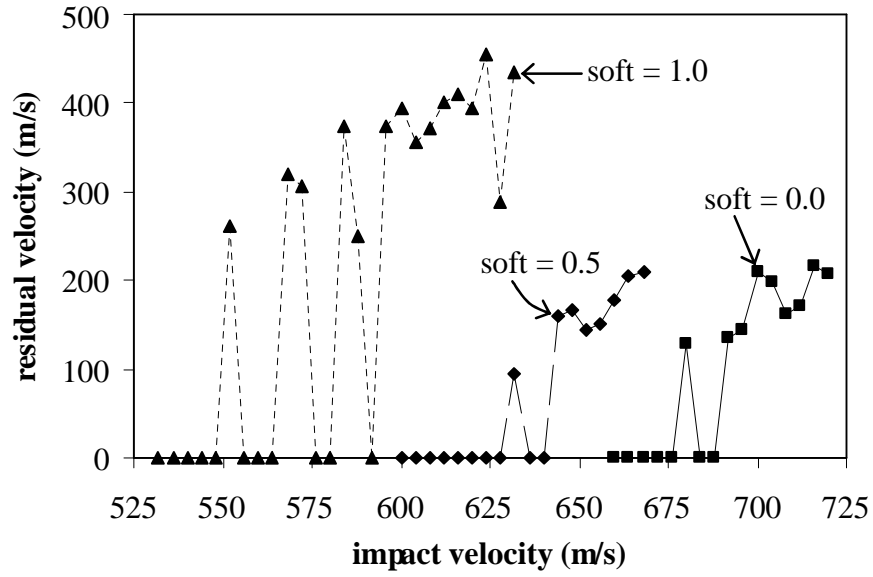 500
400
300
200
100
0
residual velocity (m/s)
soft = 1.0
soft = 0.0
soft = 0.5
525 550 575 600 625 650 675 700 725
impact velocity (m/s)